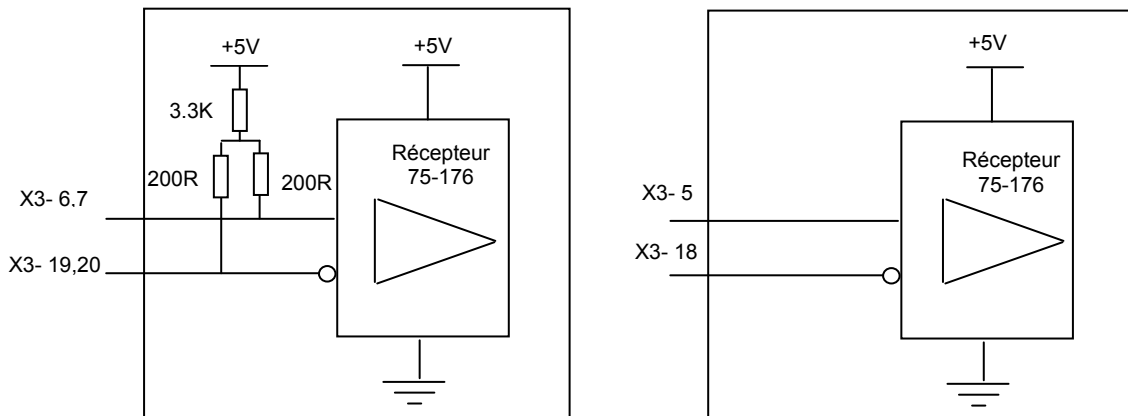 +5V
3.3K
200R
200R
Récepteur
75-176
+5V
X3- 6,7
X3- 19,20
+5V
Récepteur
75-176
X3- 5
X3- 18